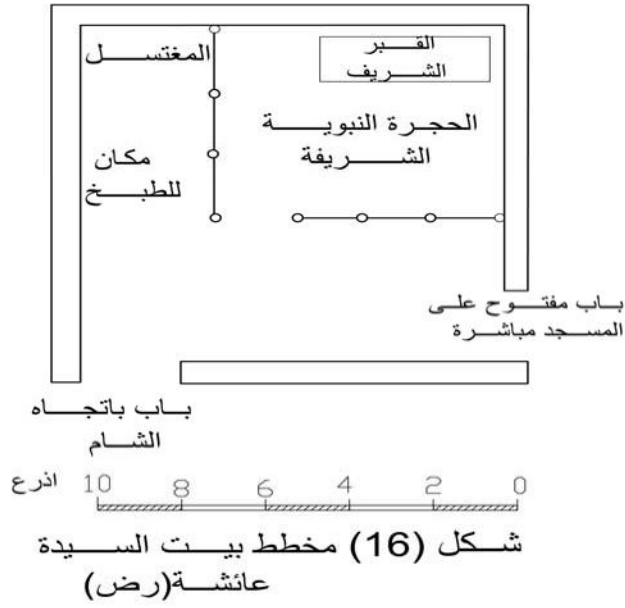 القبر
الشريف
المغتسل
الحجرة النبوية
الشريفة
مكان
للطبخ
باب مفتوح على
المسجد مباشرة
باب باتجاه
الشام
اذرع 10 8 6 4 2 0
شكل (16) مخطط بيت السيدة
عائشة(رض)